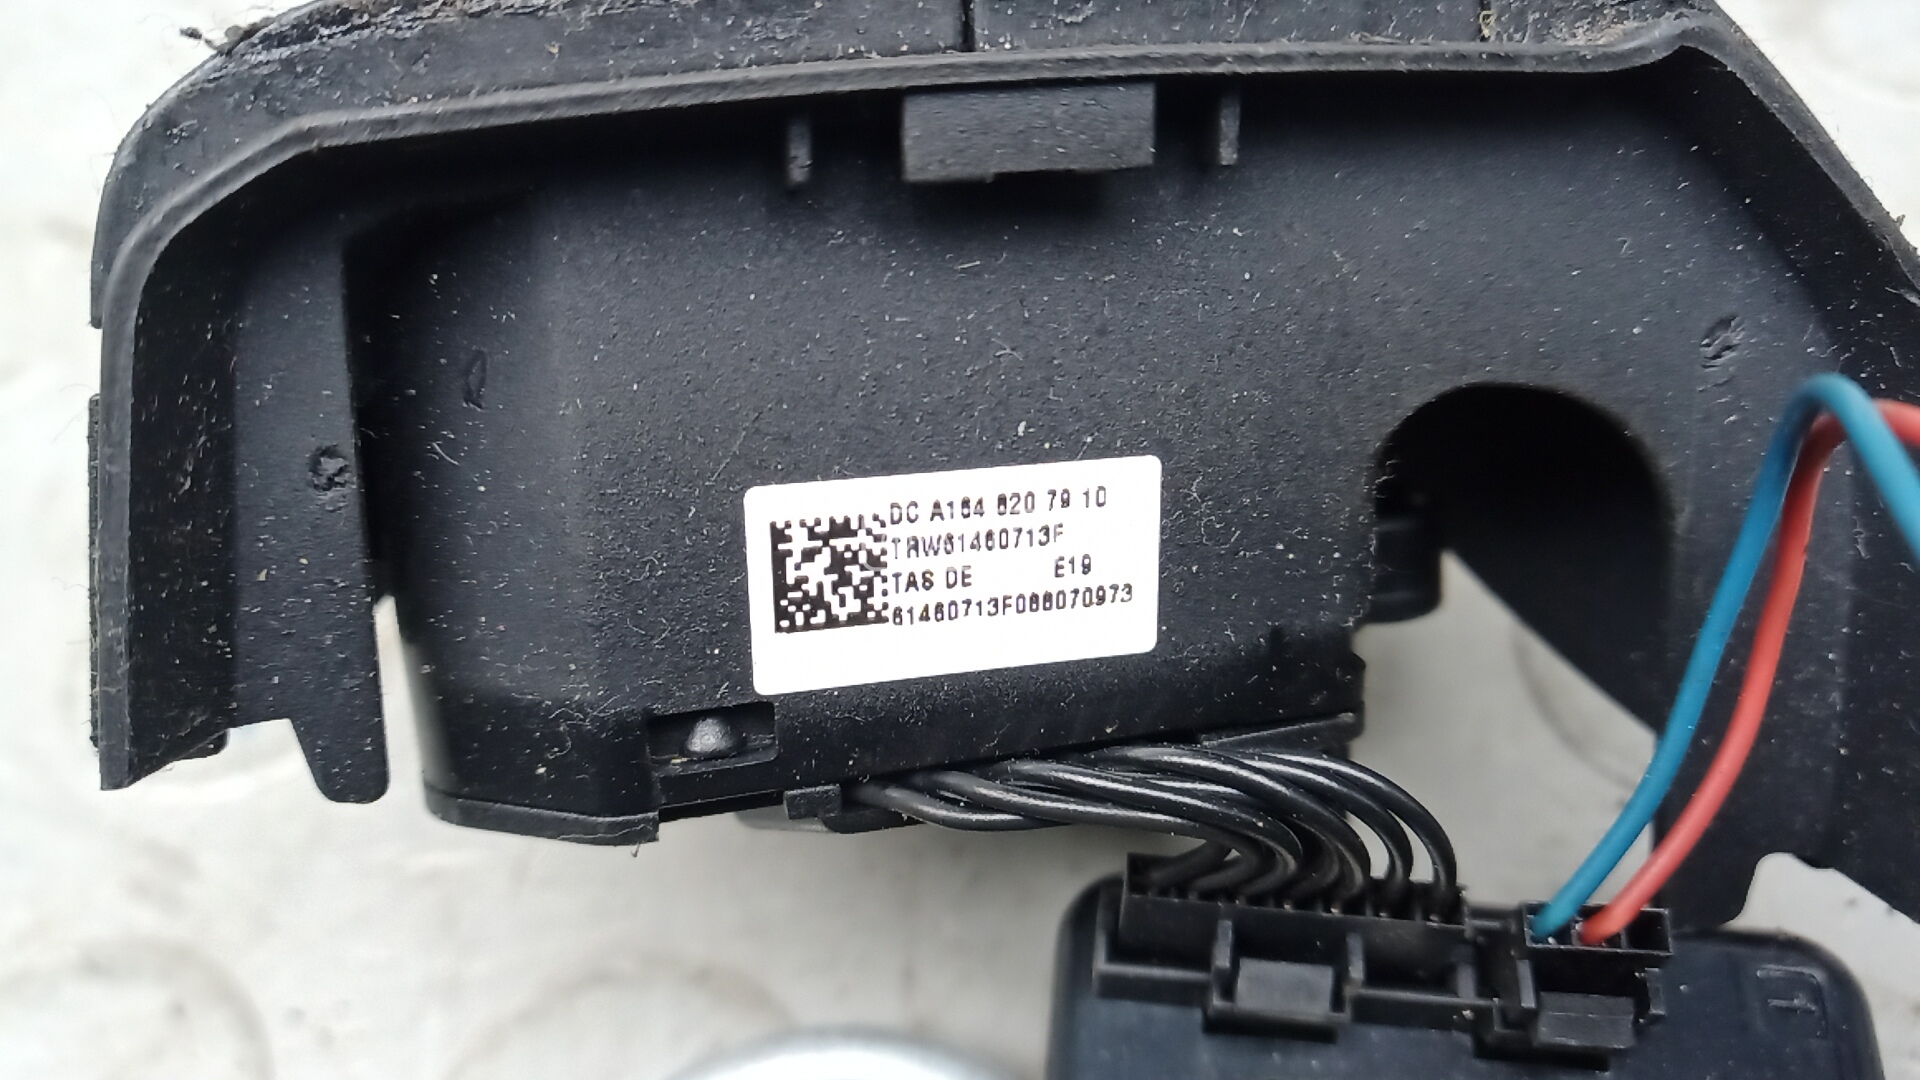 DC A164 820 79 10
TRW61460713F
TAS DE E19
61460713F088070973